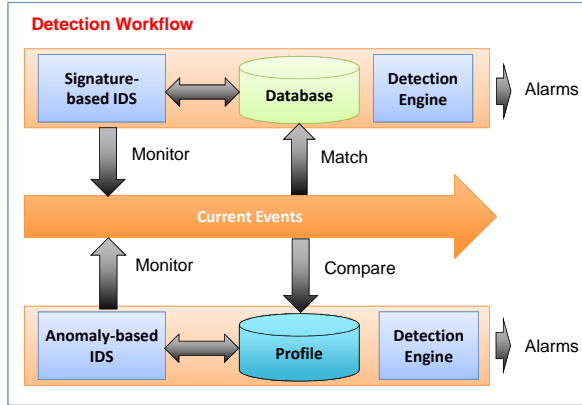 Detection Workflow
Signature-
based IDS
Database
Detection
Engine
Alarms
Monitor
Match
Current Events
Monitor
Compare
Anomaly-based
IDS
Profile
Detection
Engine
Alarms